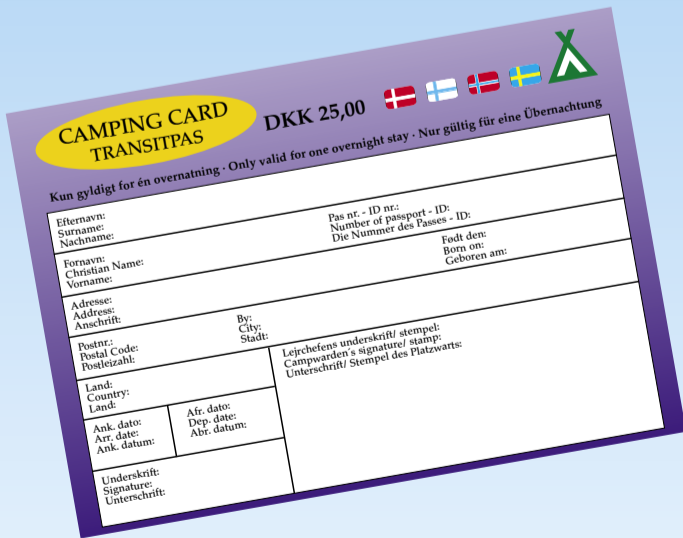 CAMPING CARD
TRANSITPAS
DKK 25,00
Kun gyldigt for én overnatning · Only valid for one overnight stay · Nur gültig für eine Übernachtung
Efternavn:
Surname:
Nachname:
Fornavn:
Christian Name:
Vorname:
Pas nr. - ID nr.:
Number of passport - ID:
Die Nummer des Passes - ID:
Adresse:
Address:
Anschrift:
Født den:
Born on:
Geboren am:
Postnr.:
Postal Code:
Postleizahl:
By:
City:
Stadt:
Land:
Country:
Land:
Lejrchefens underskrift/ stempel:
Campwarden´s signature/ stamp:
Unterschrift/ Stempel des Platzwarts:
Ank. dato:
Arr. date:
Ank. datum:
Afr. dato:
Dep. date:
Abr. datum:
Underskrift:
Signature:
Unterschrift: